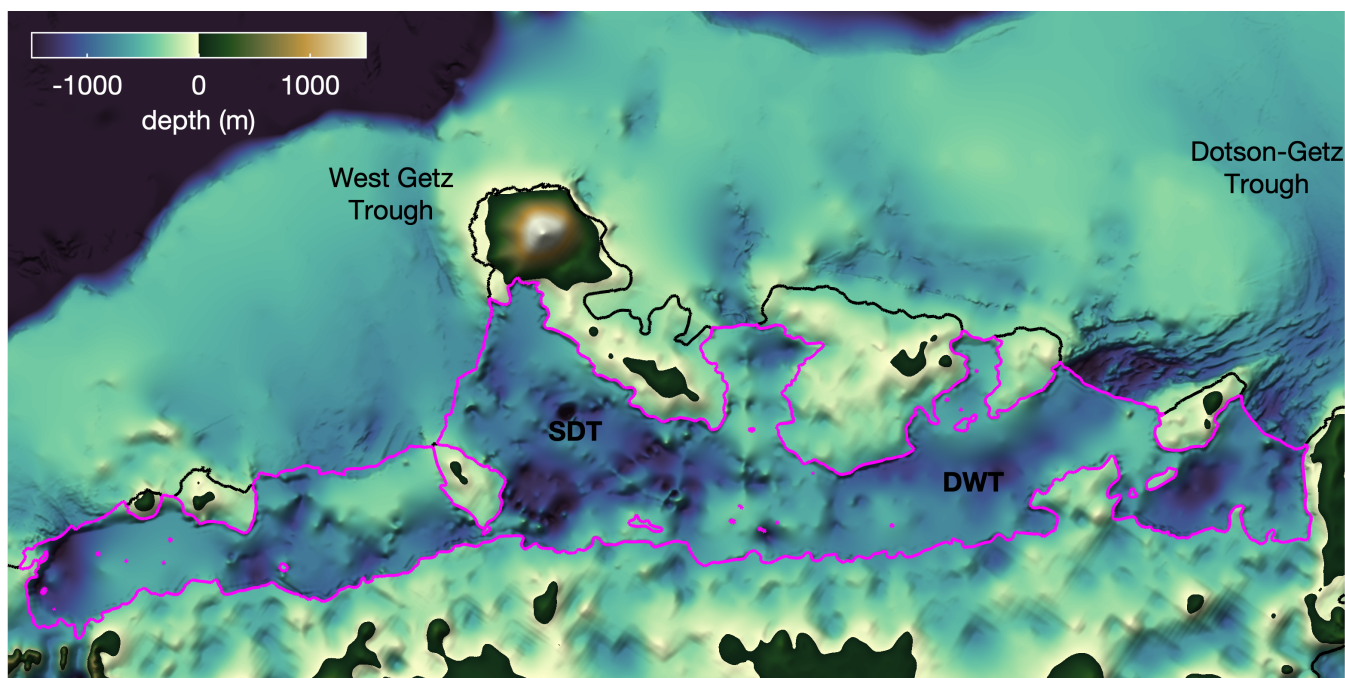 -1000 0 1000
depth (m)
West Getz
Trough
Dotson-Getz
Trough
SDT
DWT